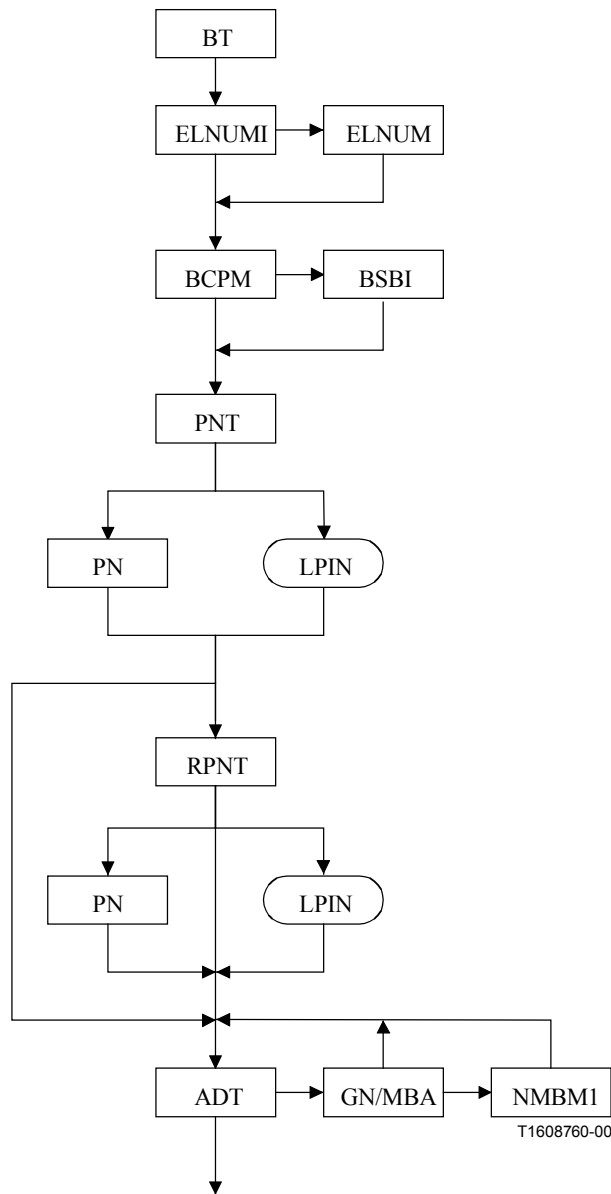 BT
ELNUMI
ELNUM
BCPM
BSBI
PNT
PN
LPIN
RPNT
PN
LPIN
ADT
GN/MBA
NMBM1
T1608760-00